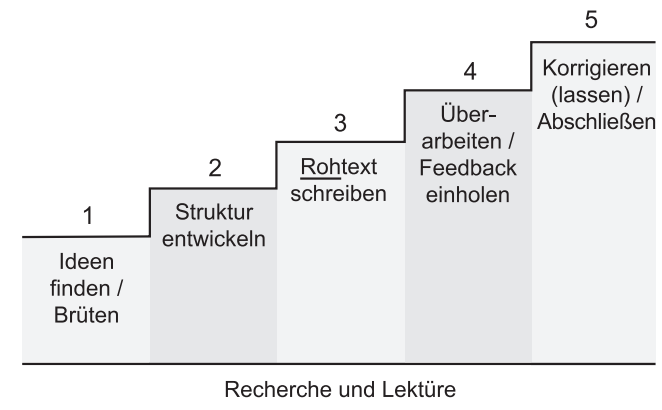 1
Ideen
finden /
Brüten
2
Struktur
entwickeln
3
Rohtext
schreiben
4
Über-
arbeiten /
Feedback
einholen
5
Korrigieren
(lassen) /
Abschließen
Recherche und Lektüre